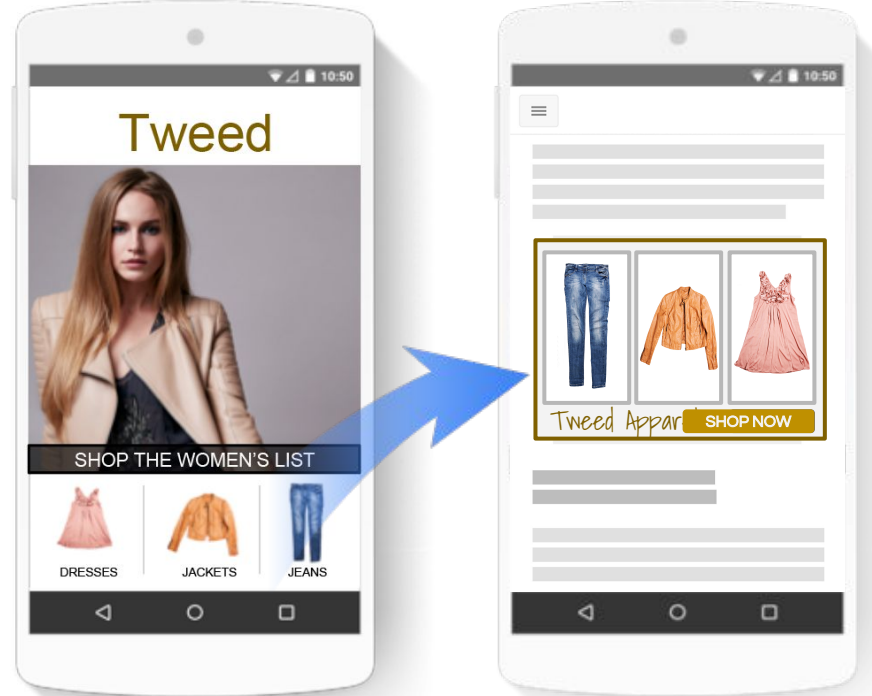 10:50
Tweed
SHOP THE WOMEN'S LIST
DRESSES
JACKETS
JEANS
10:50
Tweed Appar
SHOP NOW